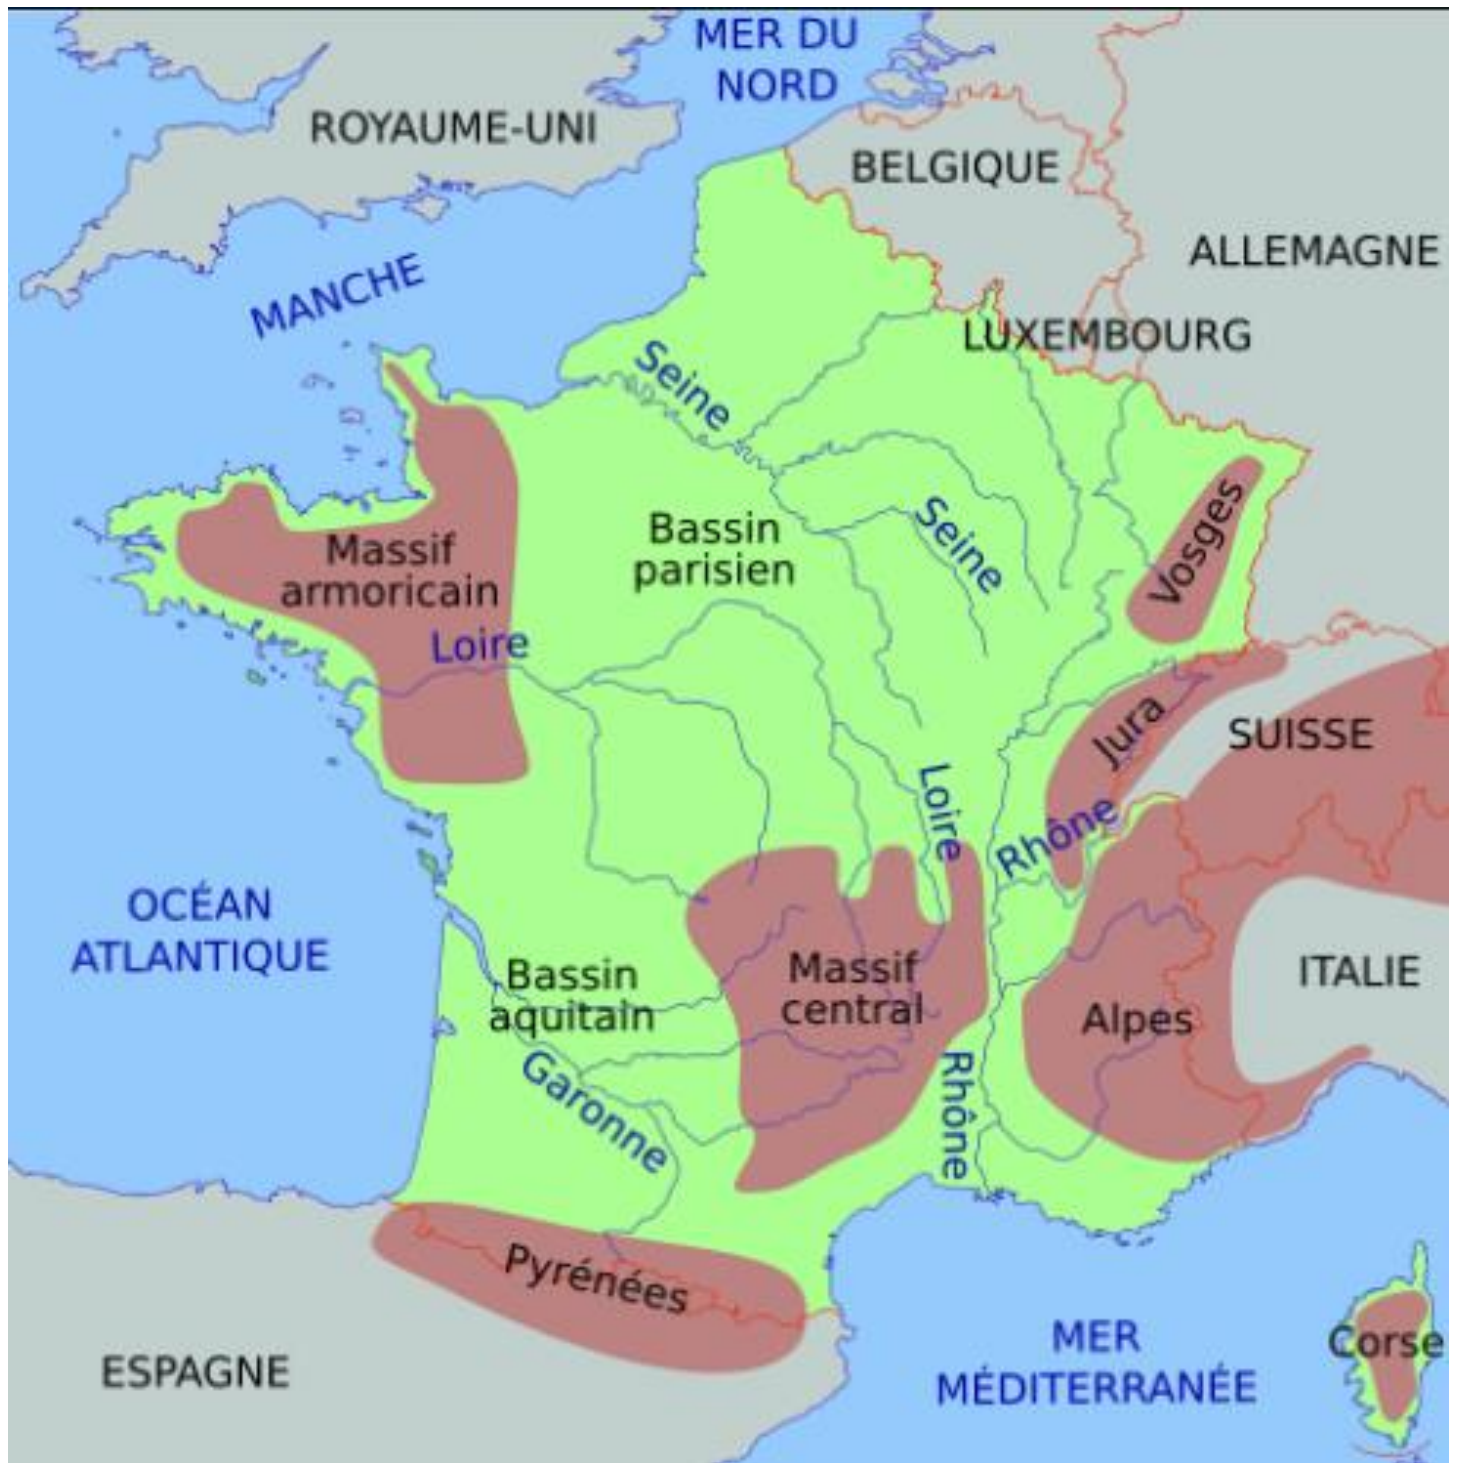 MER DU
NORD
ROYAUME-UNI
BELGIQUE
ALLEMAGNE
MANCHE
LUXEMBOURG
Seine
Seine
Vosges
Bassin
parisien
Massif
armoricain
Loire
Jura
SUISSE
Loire
Rhône
OCÉAN
ATLANTIQUE
Bassin
aquitain
Massif
central
ITALIE
Alpes
Garonne
Rhône
Pyrénées
ESPAGNE
MER
MÉDITERRANÉE
Corse